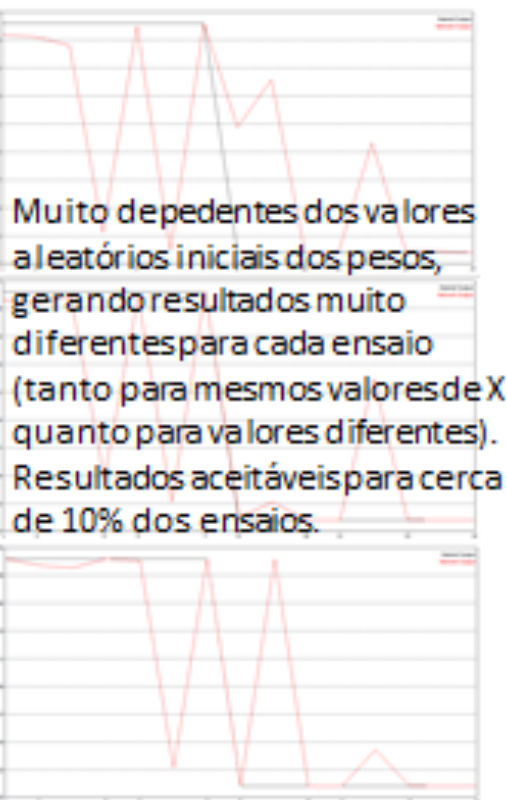 Muito depedentes dos valores
aleatórios iniciais dos pesos,
gerando resultados muito
diferentes para cada ensaio
(tanto para mesmos valores de X
quanto para valores diferentes).
Resultados aceitáveis para cerca
de 10% dos ensaios.